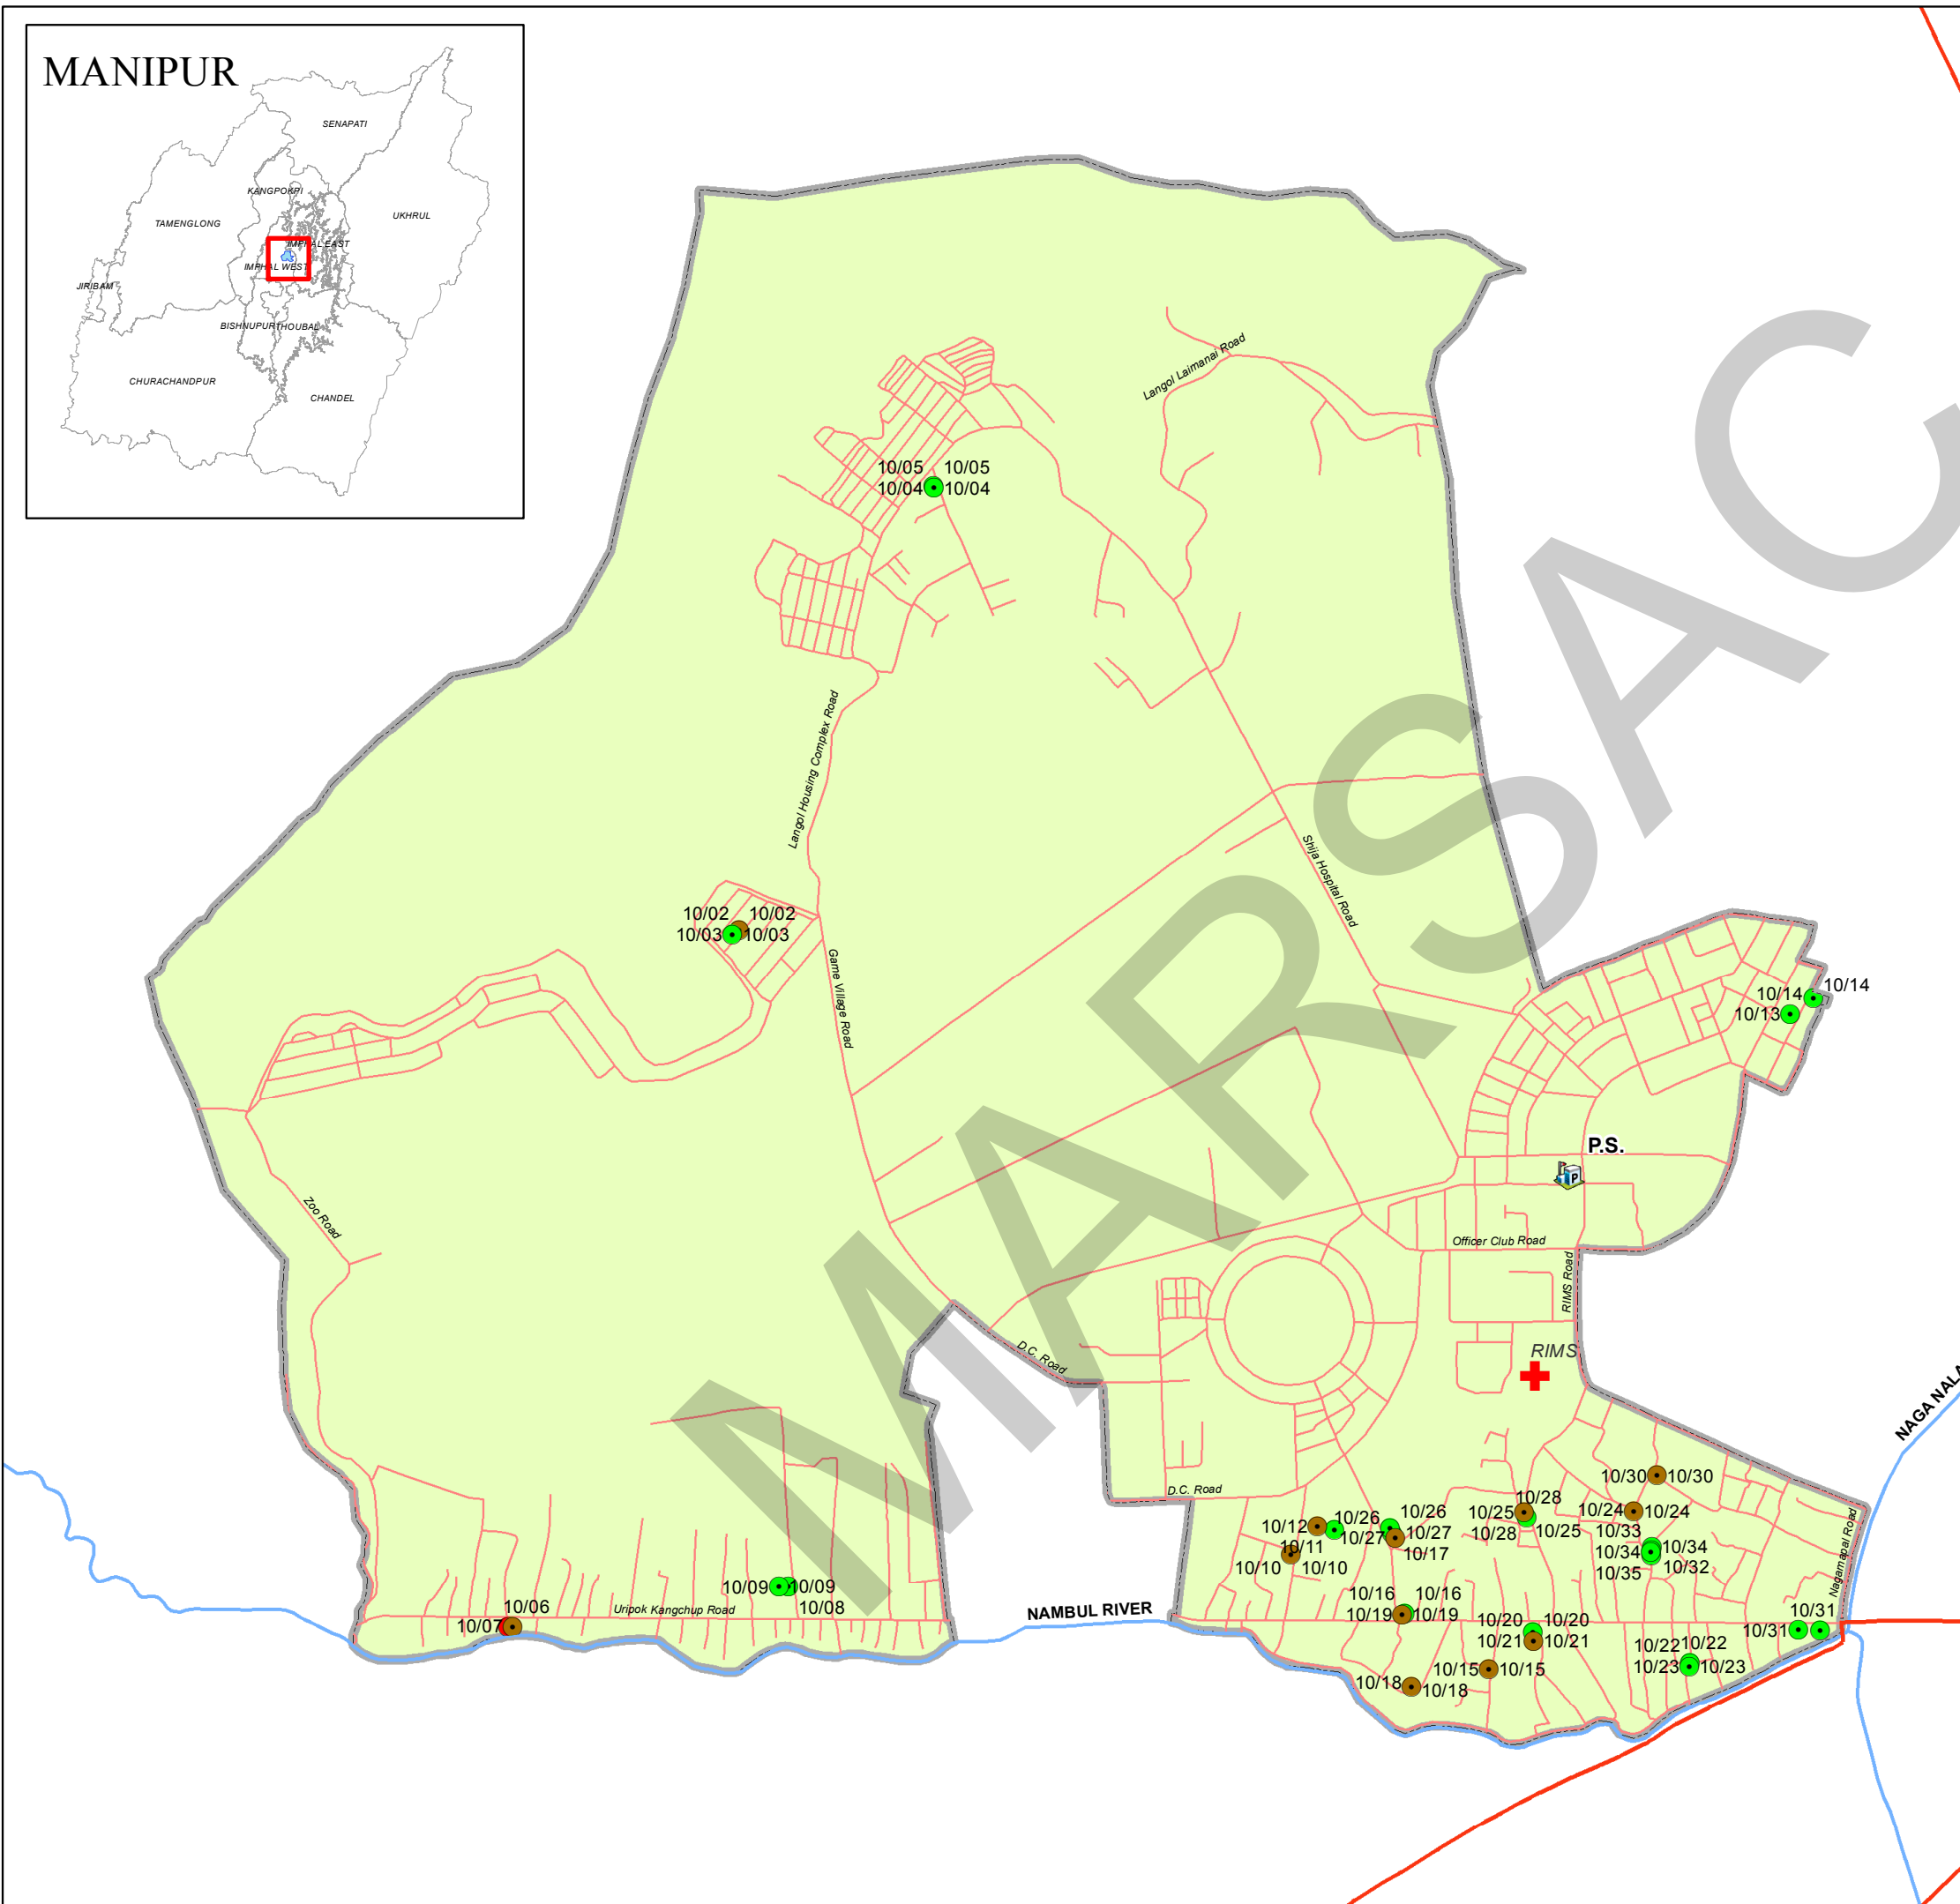 MANIPUR
SENAPATI
KANGPOKPI
TAMENGLONG
UKHRUL
IMPHAL EAST
IMPHAL WEST
JIRIBAM
BISHNUPUR THOUBAL
CHURACHANDPUR
CHANDEL
MARSAC
Langol Laimanai Road
10/05 10/05
10/04 10/04
Langol Housing Complex Road
Shija Hospital Road
10/02 10/02
10/03 10/03
Game Village Road
10/14 10/14
10/13
P.S.
Zoo Road
Officer Club Road
RIMS Road
D.C. Road
RIMS
NAGA NALA
D.C. Road
10/30 10/30
10/28
10/25
10/28 10/25
10/24 10/24
10/33
10/34 10/34
10/35 10/32
10/26 10/26
10/12
10/27 10/27
10/11
10/17
10/10 10/10
Nagamapal Road
10/09 10/09
10/08
Uripok Kangchup Road
10/06
10/07
NAMBUL RIVER
10/16 10/16
10/19 10/19
10/20 10/20
10/21 10/21
10/31
10/31
10/22 10/22
10/23 10/23
10/15 10/15
10/18 10/18